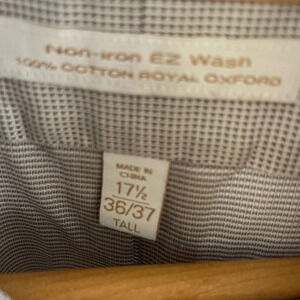 Non-Iron EZ Wash
100% COTTON ROYAL OXFORD
MADE IN
CHINA
17½
36/37
TALL